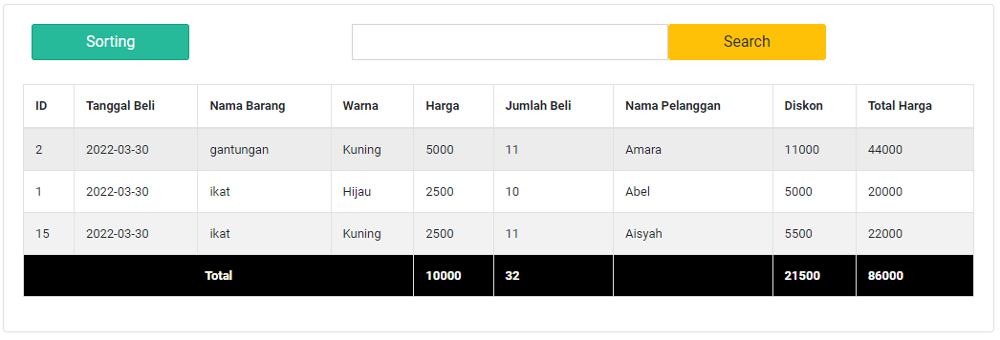 Sorting Search
ID Tanggal Beli Nama Barang Warna Harga Jumlah Beli Nama Pelanggan Diskon Total Harga
2 2022-03-30 gantungan Kuning 5000 11 Amara 11000 44000
1 2022-03-30 ikat Hijau 2500 10 Abel 5000 20000
15 2022-03-30 ikat Kuning 2500 11 Aisyah 5500 22000
Total 10000 32 21500 86000